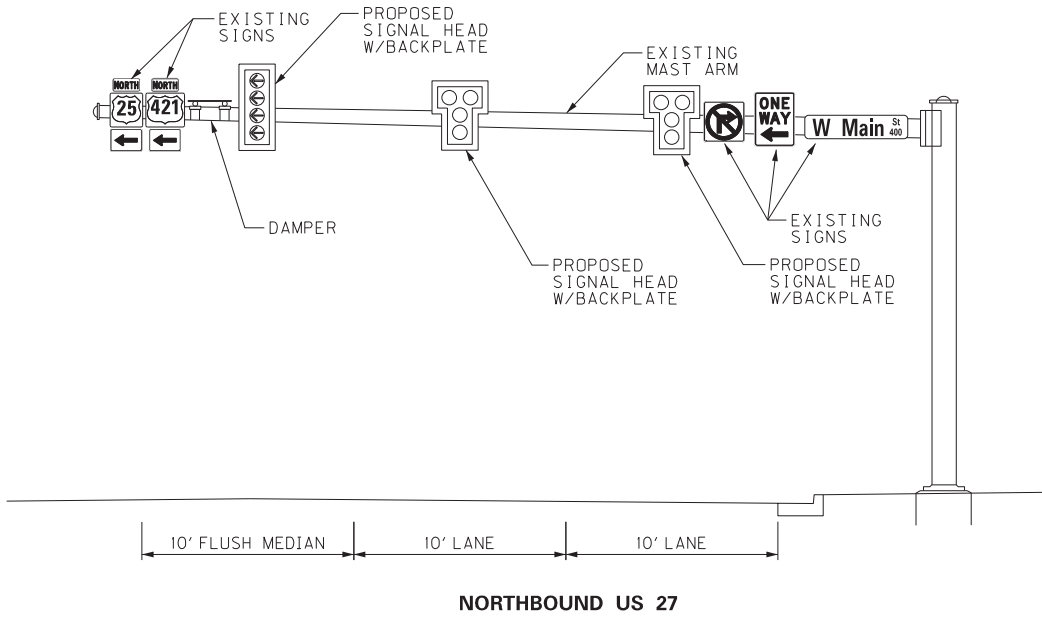 EXISTING
SIGNS
PROPOSED
SIGNAL HEAD
W/BACKPLATE
EXISTING
MAST ARM
NORTH
NORTH
25
421
ONE
WAY
W Main St
400
DAMPER
EXISTING
SIGNS
PROPOSED
SIGNAL HEAD
W/BACKPLATE
PROPOSED
SIGNAL HEAD
W/BACKPLATE
10' FLUSH MEDIAN
10' LANE
10' LANE
NORTHBOUND US 27